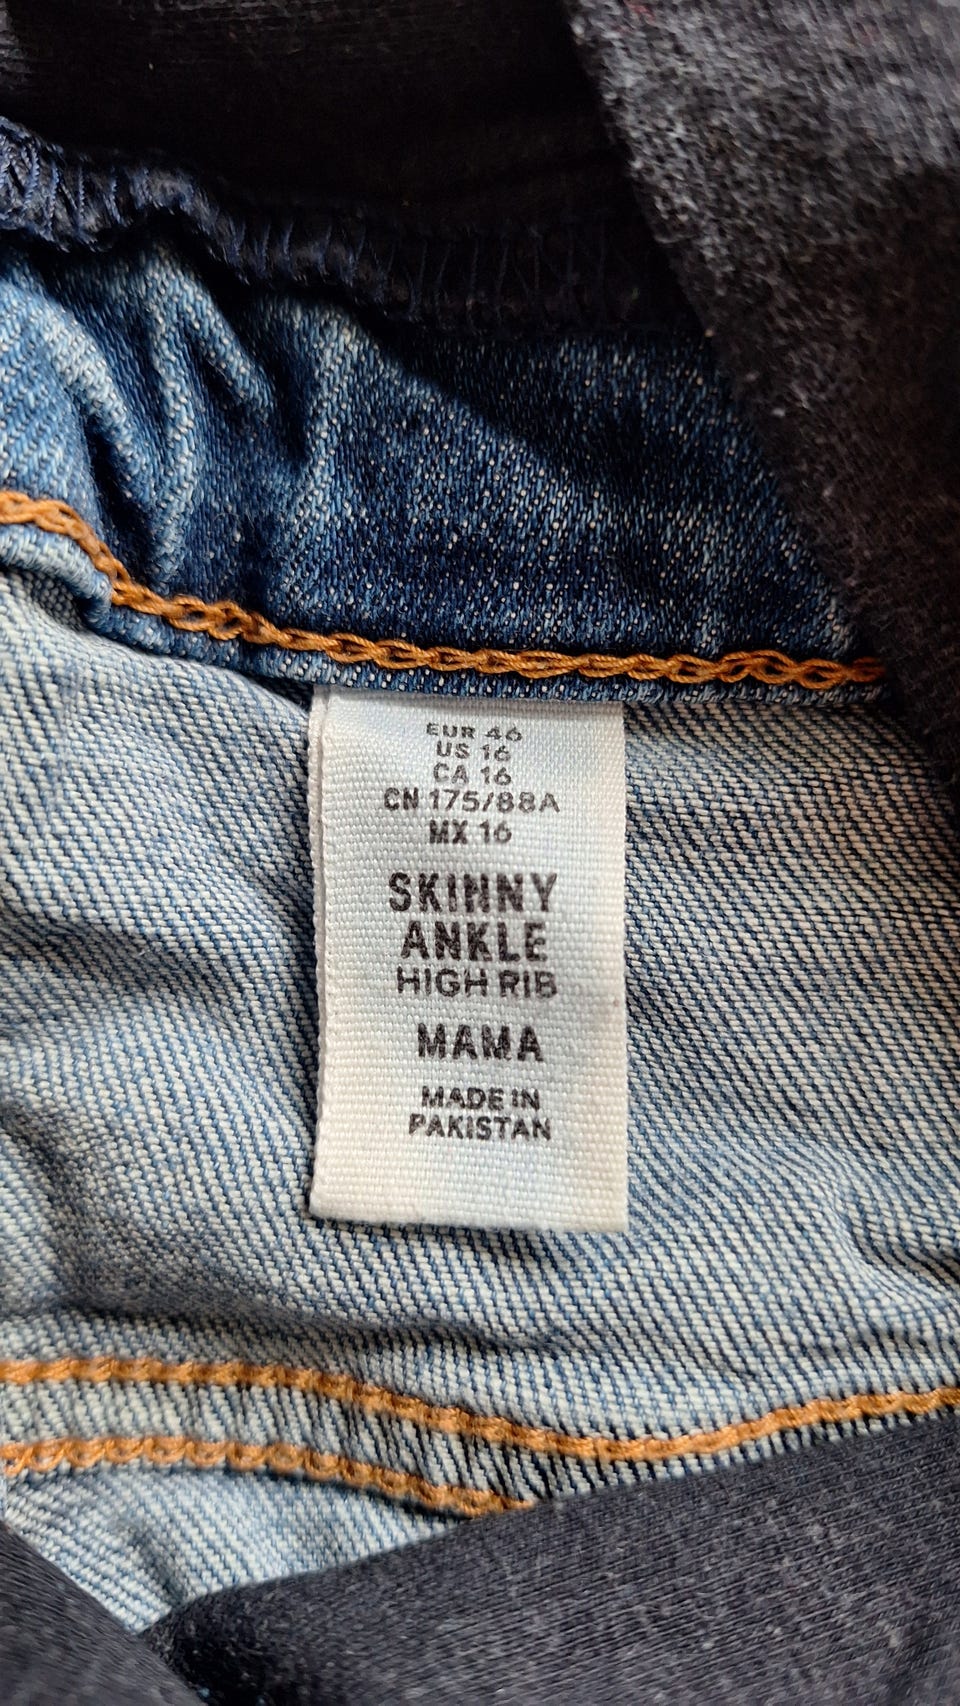 EUR 46
US 16
CA 16
CN 175/88A
MX 16
SKINNY
ANKLE
HIGH RIB
MAMA
MADE IN
PAKISTAN